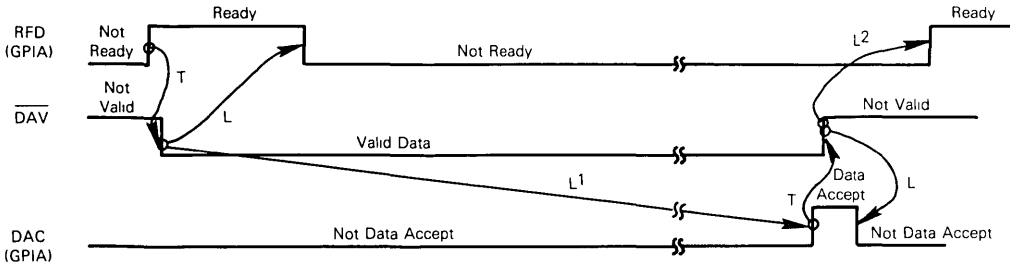 RFD
(GPIA)
Not
Ready
Ready
Not Ready
Ready
T
L
L²
DAV
Not
Valid
Valid Data
Not Valid
L¹
T
Data
Accept
L
DAC
(GPIA)
Not Data Accept
Not Data Accept